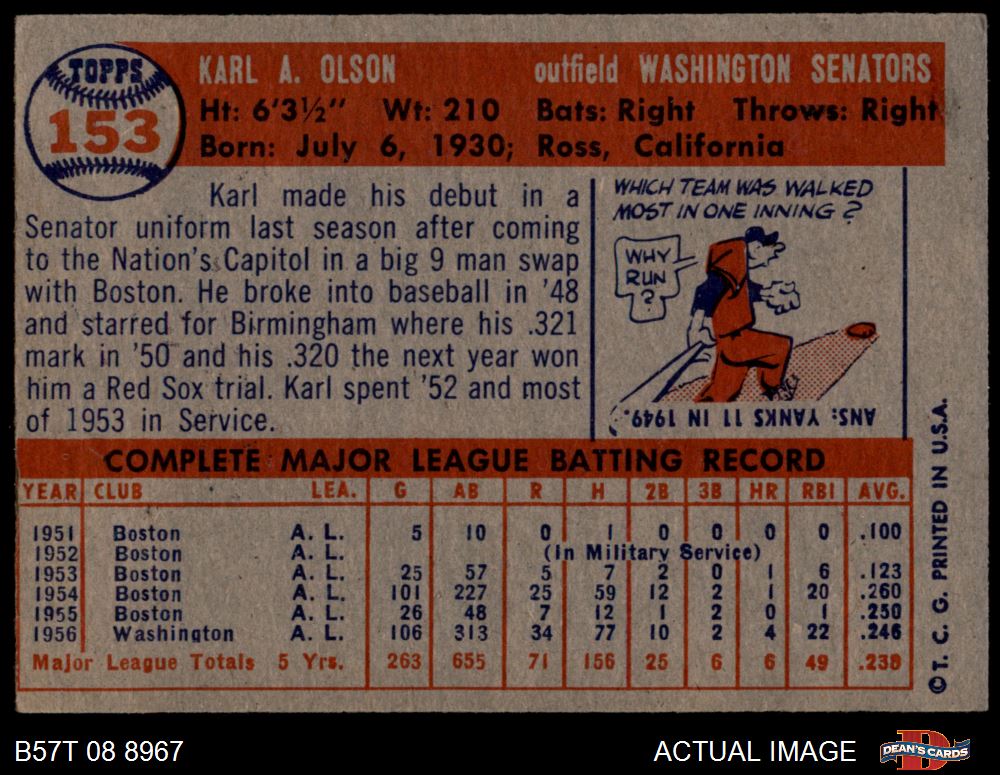 TOPPS
153
KARL A. OLSON outfield WASHINGTON SENATORS
Ht: 6'3½" Wt: 210 Bats: Right Throws: Right
Born: July 6, 1930; Ross, California
Karl made his debut in a
Senator uniform last season after coming
to the Nation's Capitol in a big 9 man swap
with Boston. He broke into baseball in '48
and starred for Birmingham where his .321
mark in '50 and his .320 the next year won
him a Red Sox trial. Karl spent '52 and most
of 1953 in Service.
WHICH TEAM WAS WALKED
MOST IN ONE INNING?
WHY
RUN
?
ANS: YANKS 11 IN 1949.
COMPLETE MAJOR LEAGUE BATTING RECORD
YEAR CLUB LEA. G AB R H 2B 3B HR RBI AVG.
1951 Boston A. L. 5 10 0 1 0 0 0 0 .100
1952 Boston A. L. (In Military Service)
1953 Boston A. L. 25 57 5 7 2 0 1 6 .123
1954 Boston A. L. 101 227 25 59 12 2 1 20 .260
1955 Boston A. L. 26 48 7 12 1 2 0 1 .250
1956 Washington A. L. 106 313 34 77 10 2 4 22 .246
Major League Totals 5 Yrs. 263 655 71 156 25 6 6 49 .238
© T. C. G. PRINTED IN U.S.A.
B57T 08 8967 ACTUAL IMAGE DEAN'S CARDS